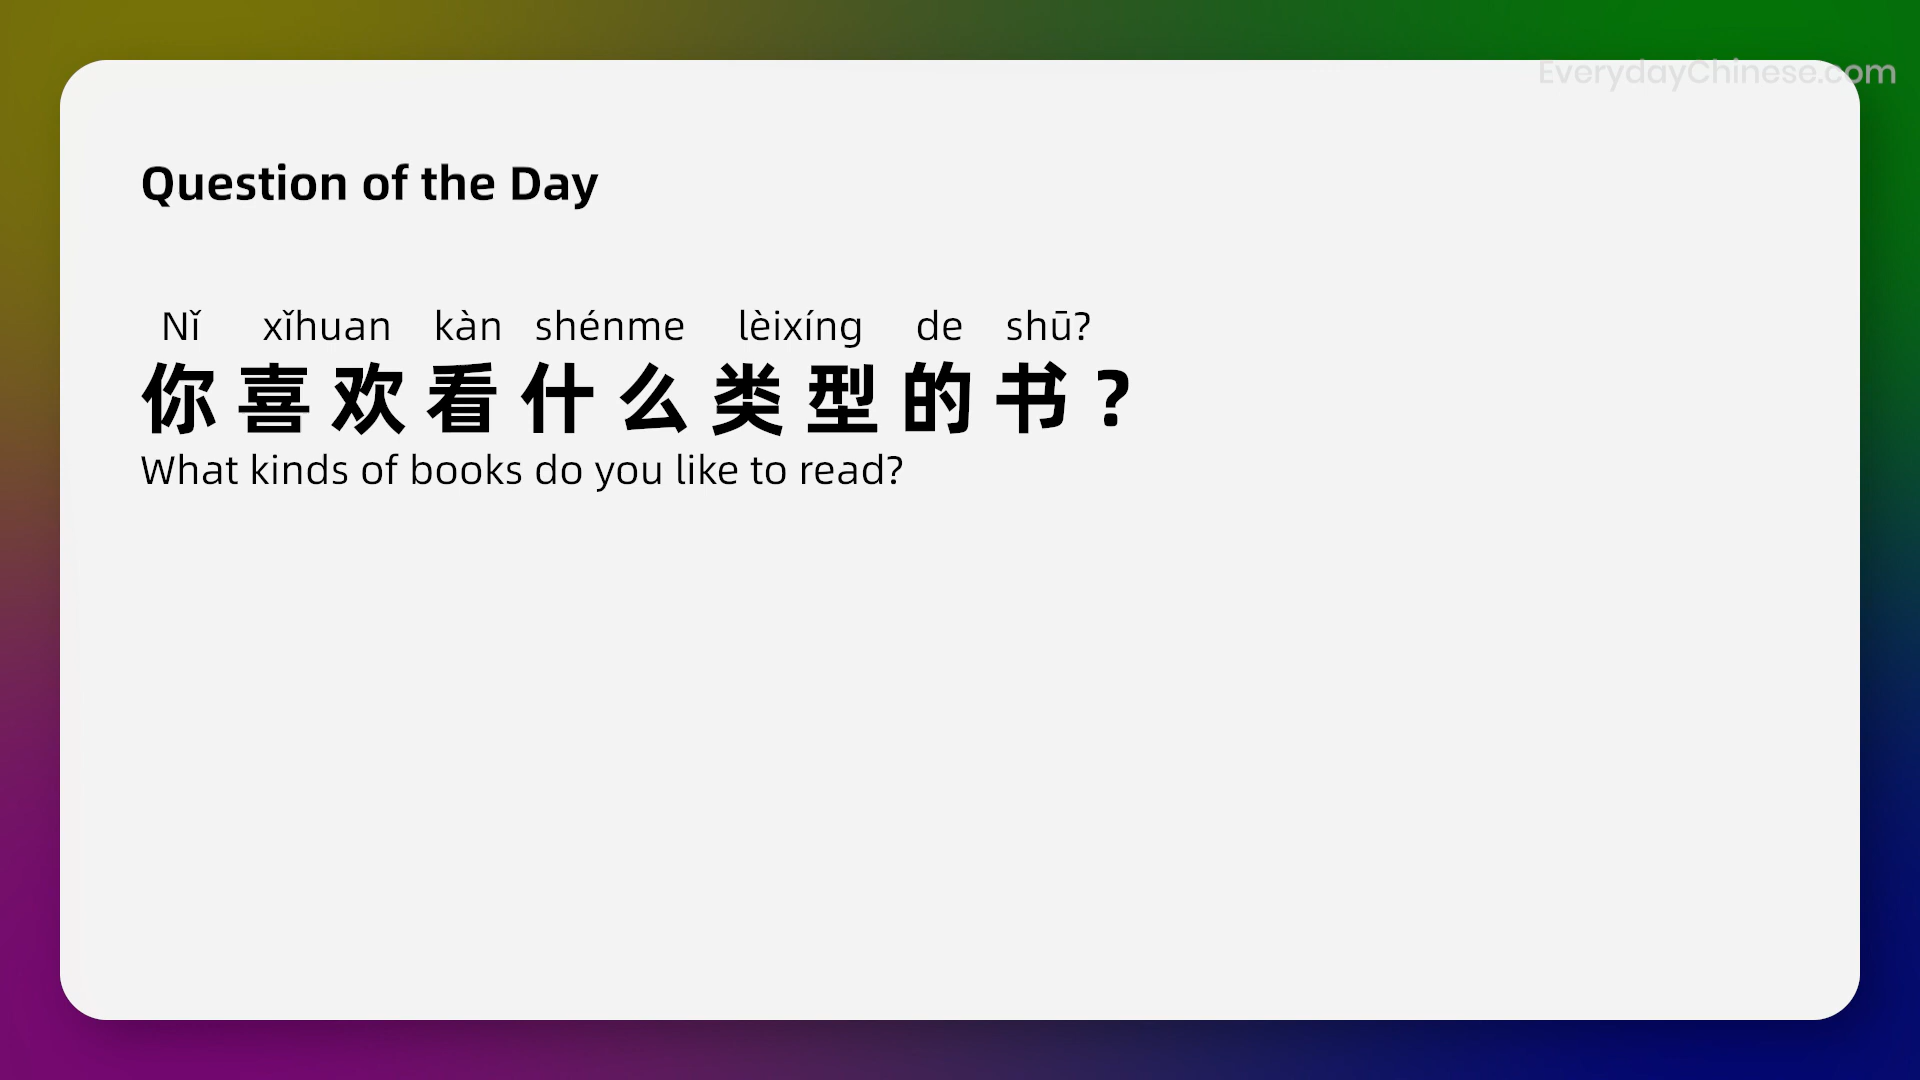 EverydayChinese.com
Question of the Day
Nǐ xǐhuan kàn shénme lèixíng de shū?
你喜欢看什么类型的书？
What kinds of books do you like to read?